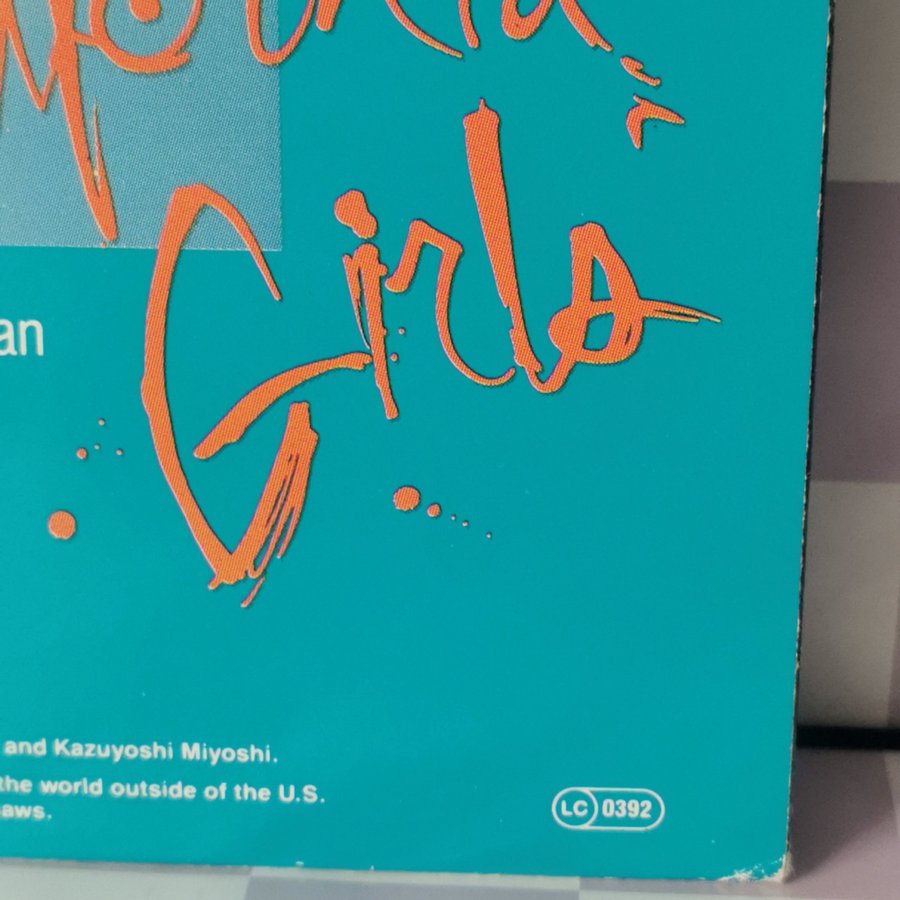 Girls
an
and Kazuyoshi Miyoshi.
the world outside of the U.S.
aws.
LC 0392